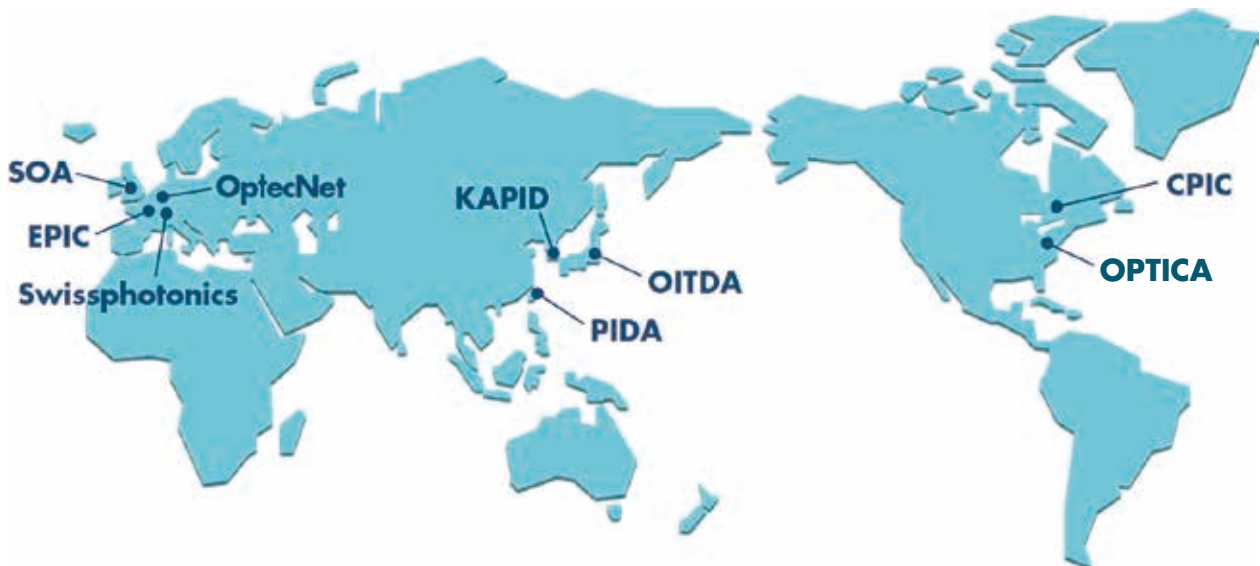 SOA
OptecNet
KAPID
CPIC
EPIC
OITDA
OPTICA
Swissphotonics
PIDA